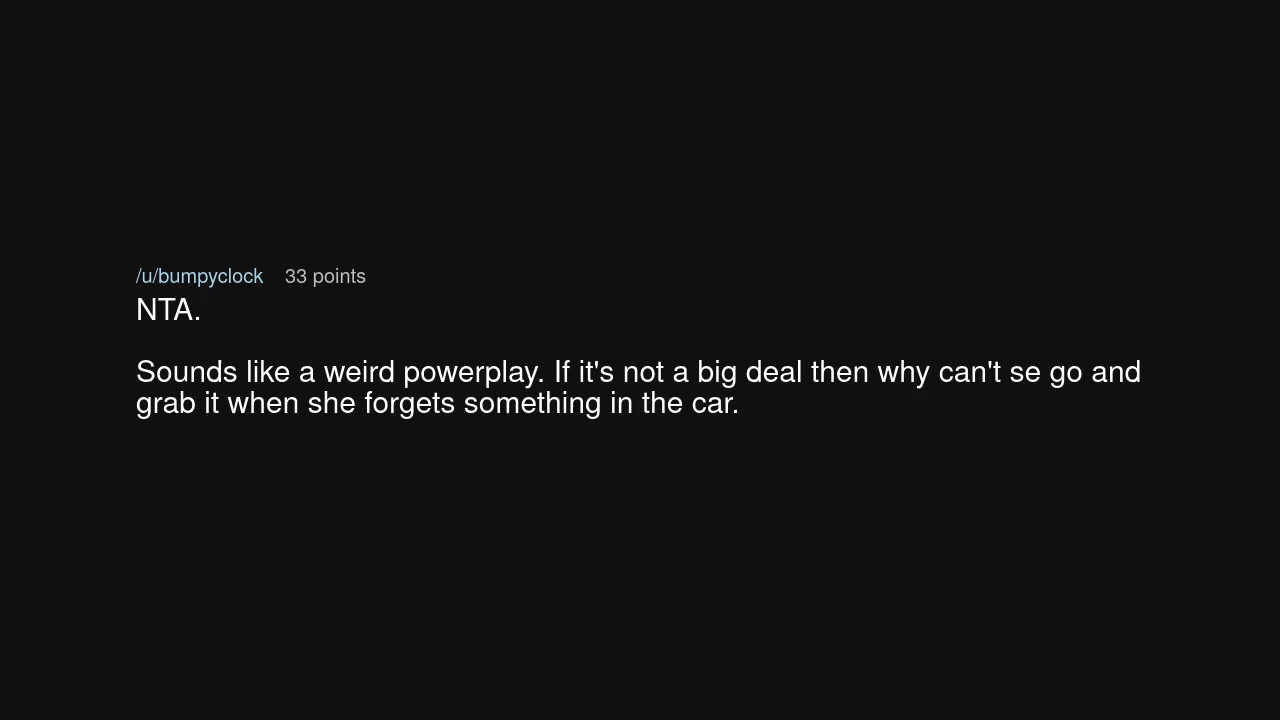 /u/bumpyclock 33 points
NTA.
Sounds like a weird powerplay. If it's not a big deal then why can't se go and
grab it when she forgets something in the car.